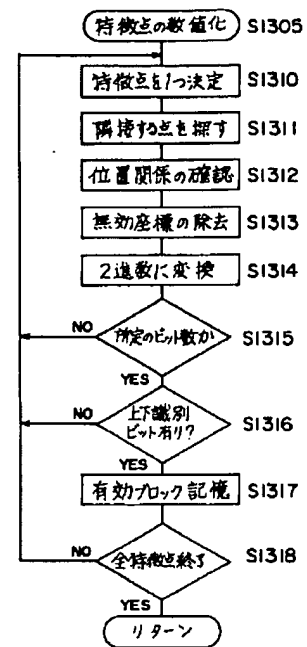 特徴点の数値化 S1305
特徴点を1つ決定 S1310
隣接する点を探す S1311
位置関係の確認 S1312
無効座標の除去 S1313
2進数に変換 S1314
所定のビット数か S1315
NO
YES
上下識別
ビット有り? S1316
NO
YES
有効ブロック記憶 S1317
全特徴点終了 S1318
NO
YES
リターン